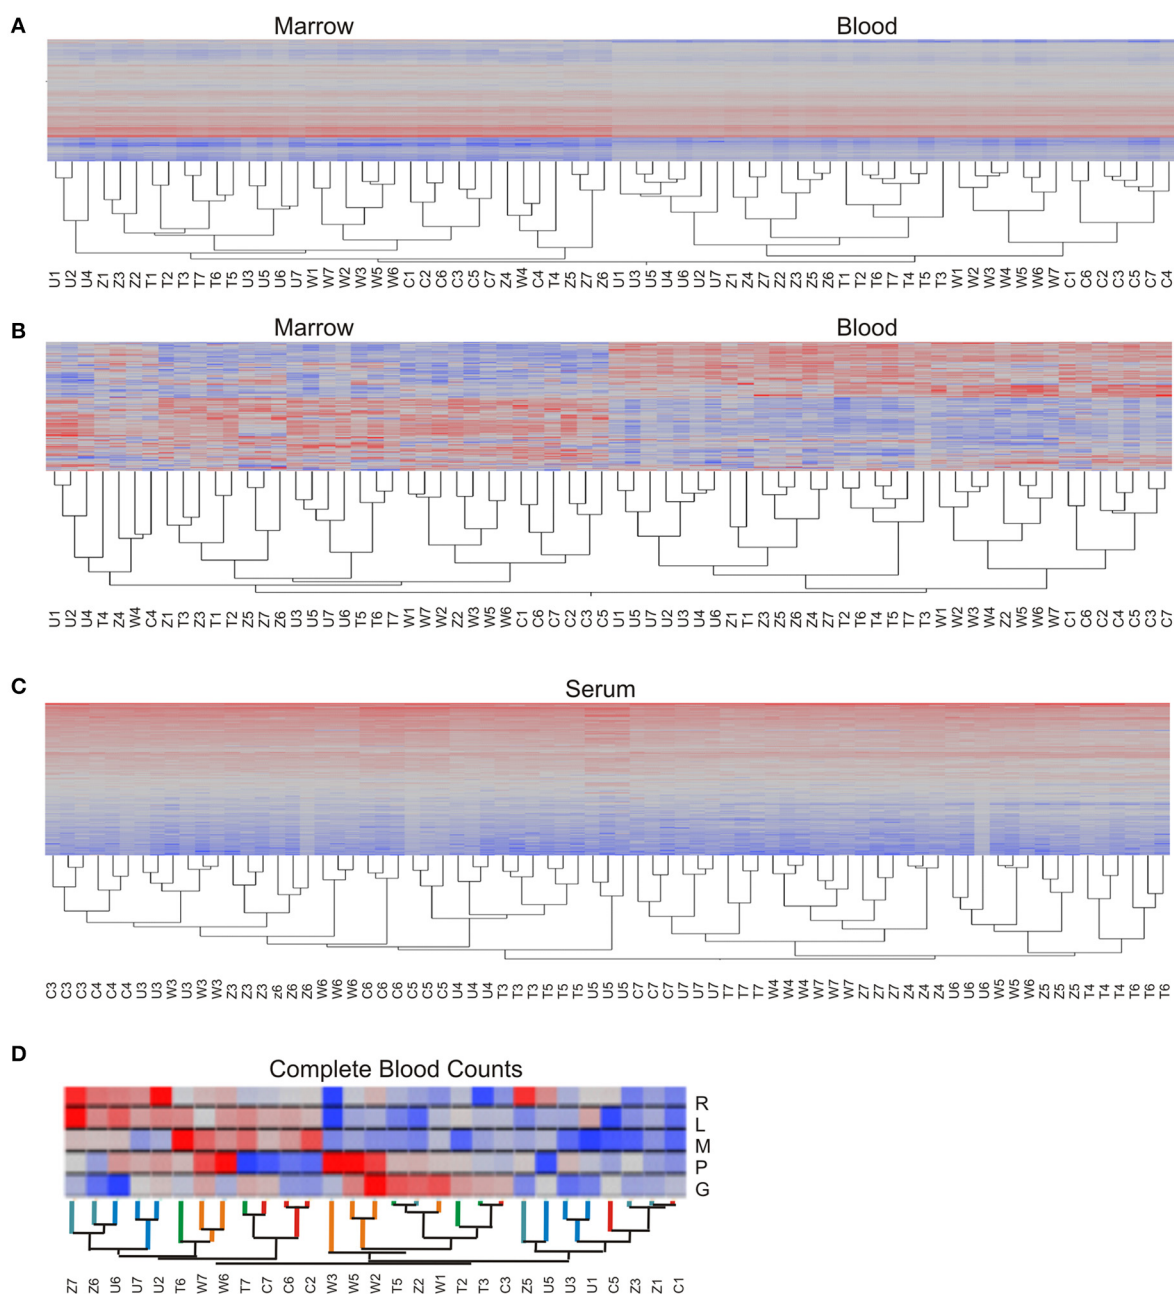 A
Marrow Blood
U1 U2 U4 Z1 Z3 Z2 T1 T2 T3 T7 T6 T5 U3 U5 U6 U7 W1 W7 W2 W3 W5 W6 C1 C2 C6 C3 C5 C7 Z4 W4 C4 T4 Z5 Z7 Z6 U1 U3 U5 U4 U6 U2 U7 Z1 Z4 Z7 Z2 Z3 Z5 Z6 T1 T2 T6 T7 T4 T5 T3 W1 W2 W3 W4 W5 W6 W7 C1 C6 C2 C3 C5 C7 C4
B
Marrow Blood
U1 U2 U4 T4 Z4 W4 C4 Z1 T3 Z3 T1 T2 Z5 Z7 Z6 U3 U5 U7 U6 T5 T6 T7 W1 W7 W2 Z2 W3 W5 W6 C1 C6 C7 C2 C3 C5 U1 U5 U7 U2 U3 U4 U6 Z1 T1 Z3 Z5 Z6 Z4 Z7 T2 T6 T4 T5 T7 T3 W1 W2 W3 W4 Z2 W5 W6 W7 C1 C6 C2 C4 C5 C3 C7
C
Serum
C3 C3 C3 C4 C4 C4 U3 U3 W3 U3 W3 W3 Z3 Z3 Z3 z6 Z6 Z6 W6 W6 W6 C6 C6 C6 C5 C5 C5 U4 U4 U4 T3 T3 T3 T5 T5 T5 U5 U5 U5 C7 C7 C7 U7 U7 U7 T7 T7 T7 W4 W4 W4 W7 W7 W7 Z7 Z7 Z7 Z4 Z4 Z4 U6 U6 U6 W5 W5 W6 Z5 Z5 Z5 T4 T4 T4 T6 T6 T6
D
Complete Blood Counts
R
L
M
P
G
Z7 Z6 U6 U7 U2 T6 W7 W6 T7 C7 C6 C2 W3 W5 W2 T5 Z2 W1 T2 T3 C3 Z5 U5 U3 U1 C5 Z3 Z1 C1